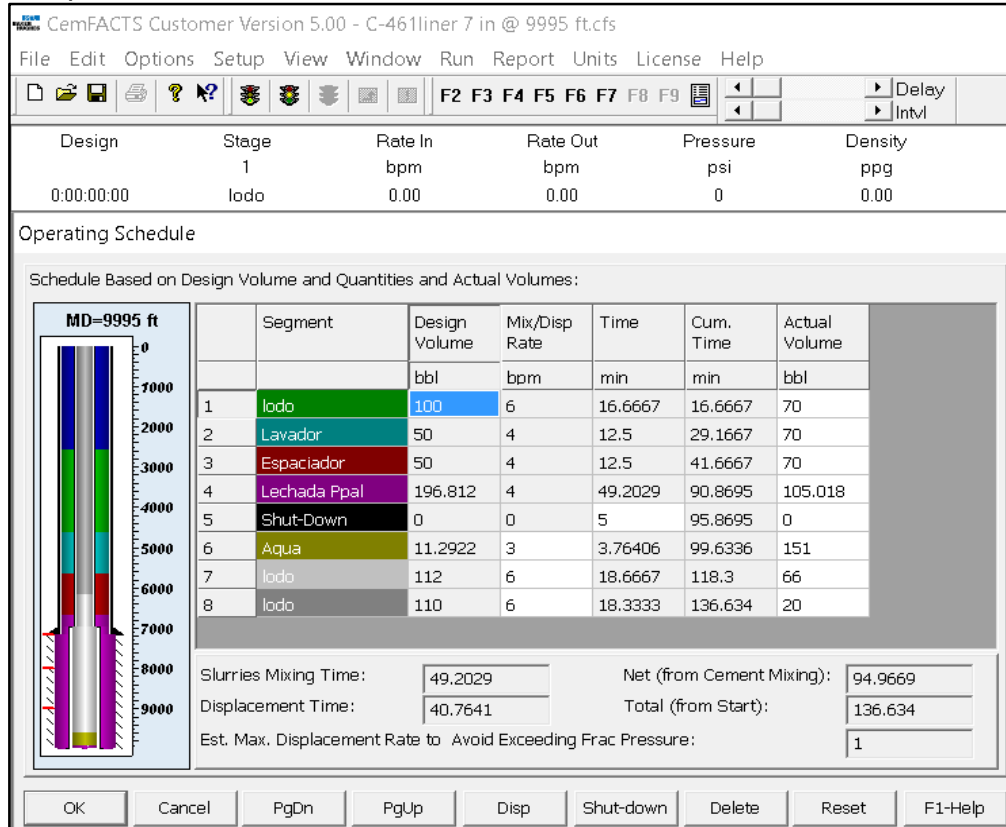 CemFACTS Customer Version 5.00 - C-461liner 7 in @ 9995 ft.cfs
File Edit Options Setup View Window Run Report Units License Help
F2 F3 F4 F5 F6 F7 F8 F9 Delay
Intvl
Design Stage Rate In Rate Out Pressure Density
1 bpm bpm psi ppg
0:00:00:00 lodo 0.00 0.00 0 0.00
Operating Schedule
Schedule Based on Design Volume and Quantities and Actual Volumes:
MD=9995 ft
0
1000
2000
3000
4000
5000
6000
7000
8000
9000
Segment Design Volume Mix/Disp Rate Time Cum. Time Actual Volume
bbl bpm min min bbl
1 lodo 100 6 16.6667 16.6667 70
2 Lavador 50 4 12.5 29.1667 70
3 Espaciador 50 4 12.5 41.6667 70
4 Lechada Ppal 196.812 4 49.2029 90.8695 105.018
5 Shut-Down 0 0 5 95.8695 0
6 Aqua 11.2922 3 3.76406 99.6336 151
7 lodo 112 6 18.6667 118.3 66
8 lodo 110 6 18.3333 136.634 20
Slurries Mixing Time: 49.2029 Net (from Cement Mixing): 94.9669
Displacement Time: 40.7641 Total (from Start): 136.634
Est. Max. Displacement Rate to Avoid Exceeding Frac Pressure: 1
OK Cancel PgDn PgUp Disp Shut-down Delete Reset F1-Help